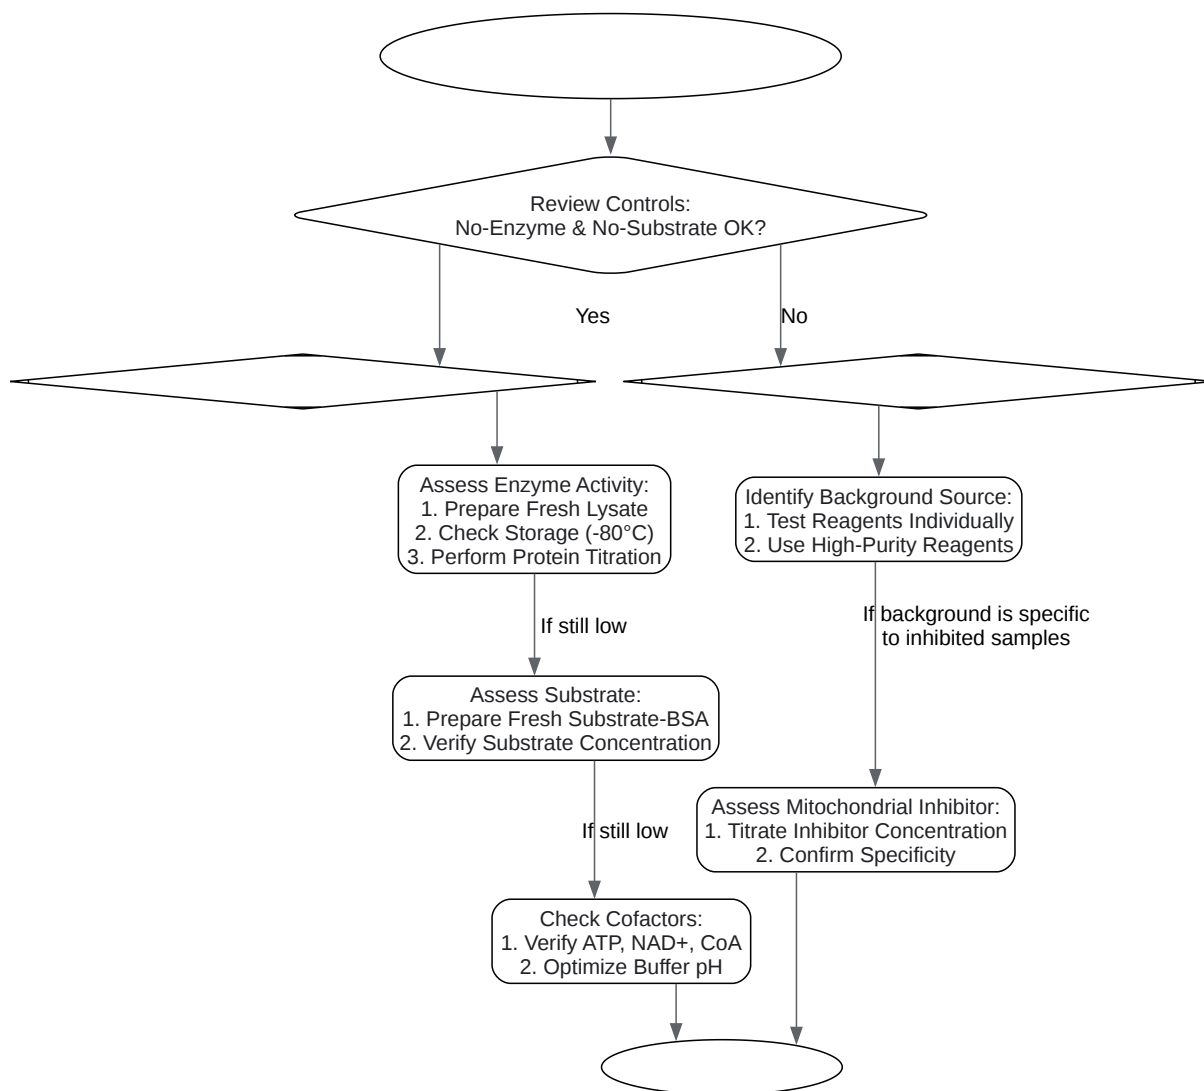 Review Controls:
No-Enzyme & No-Substrate OK?
Yes
No
Assess Enzyme Activity:
1. Prepare Fresh Lysate
2. Check Storage (-80°C)
3. Perform Protein Titration
Identify Background Source:
1. Test Reagents Individually
2. Use High-Purity Reagents
If still low
If background is specific
to inhibited samples
Assess Substrate:
1. Prepare Fresh Substrate-BSA
2. Verify Substrate Concentration
If still low
Assess Mitochondrial Inhibitor:
1. Titrate Inhibitor Concentration
2. Confirm Specificity
Check Cofactors:
1. Verify ATP, NAD+, CoA
2. Optimize Buffer pH